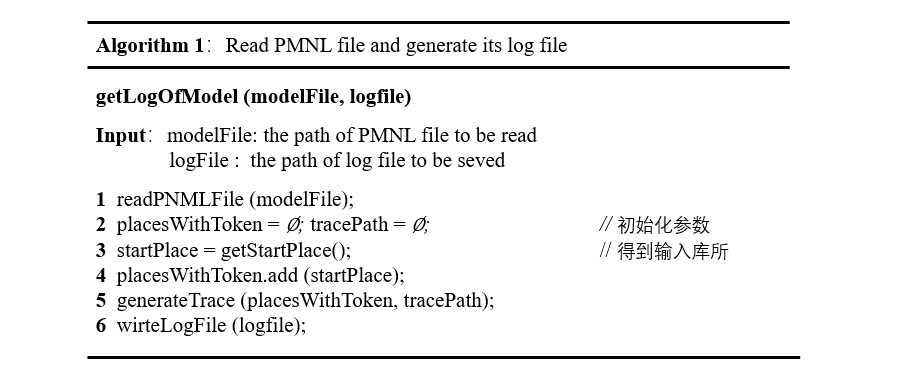 Algorithm 1： Read PMNL file and generate its log file
getLogOfModel (modelFile, logfile)
Input： modelFile: the path of PMNL file to be read
logFile : the path of log file to be seved
1 readPNMLFile (modelFile);
2 placesWithToken = Ø; tracePath = Ø; // 初始化参数
3 startPlace = getStartPlace(); // 得到输入库所
4 placesWithToken.add (startPlace);
5 generateTrace (placesWithToken, tracePath);
6 wirteLogFile (logfile);